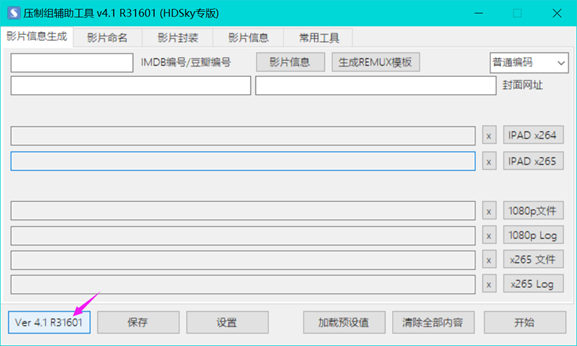 压制组辅助工具 v4.1 R31601 (HDSky专版)
影片信息生成 影片命名 影片封装 影片信息 常用工具
IMDB编号/豆瓣编号 影片信息 生成REMUX模板 普通编码
封面网址
x IPAD x264
x IPAD x265
x 1080p文件
x 1080p Log
x x265 文件
x x265 Log
Ver 4.1 R31601 保存 设置 加载预设值 清除全部内容 开始